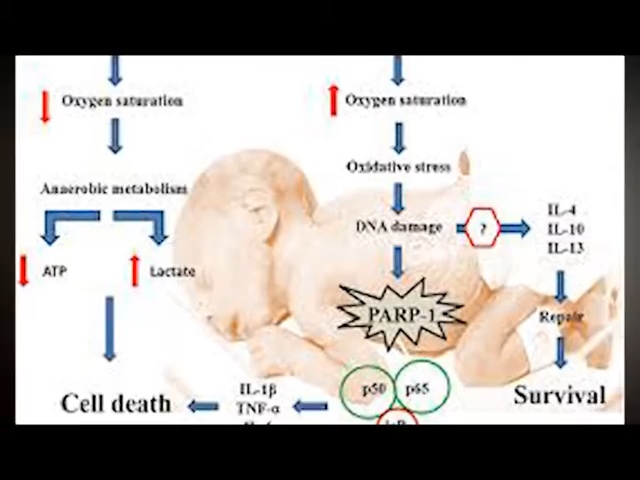 Oxygen saturation
Anaerobic metabolism
ATP
Lactate
Cell death
Oxygen saturation
Oxidative stress
DNA damage
?
IL-4
IL-10
IL-13
Repair
Survival
PARP-1
p50
p65
IL-1β
TNF-α